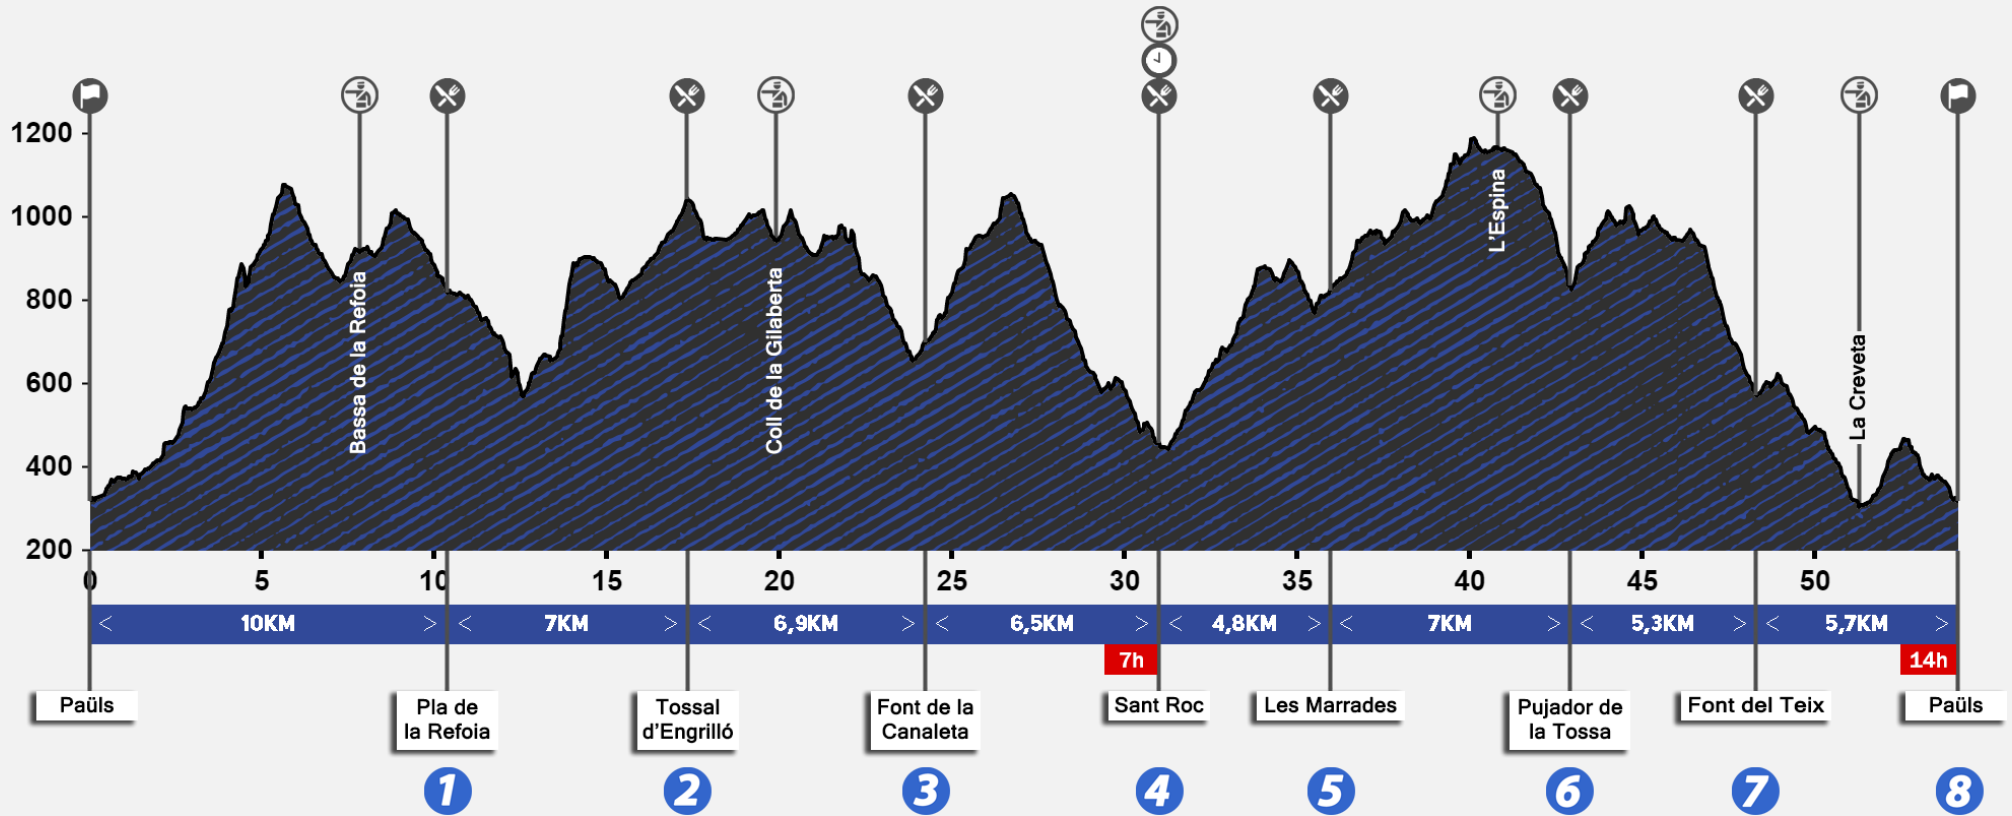 1200
1000
800
600
400
200
Bassa de la Refoia
Coll de la Gilaberta
L'Espina
La Creveta
0
5
10
15
20
25
30
35
40
45
50
< 10KM >
< 7KM >
< 6,9KM >
< 6,5KM >
< 4,8KM >
< 7KM >
< 5,3KM >
< 5,7KM >
7h
14h
Paüls
Pla de
la Refoia
Tossal
d'Engrilló
Font de la
Canaleta
Sant Roc
Les Marrades
Pujador de
la Tossa
Font del Teix
Paüls
1
2
3
4
5
6
7
8